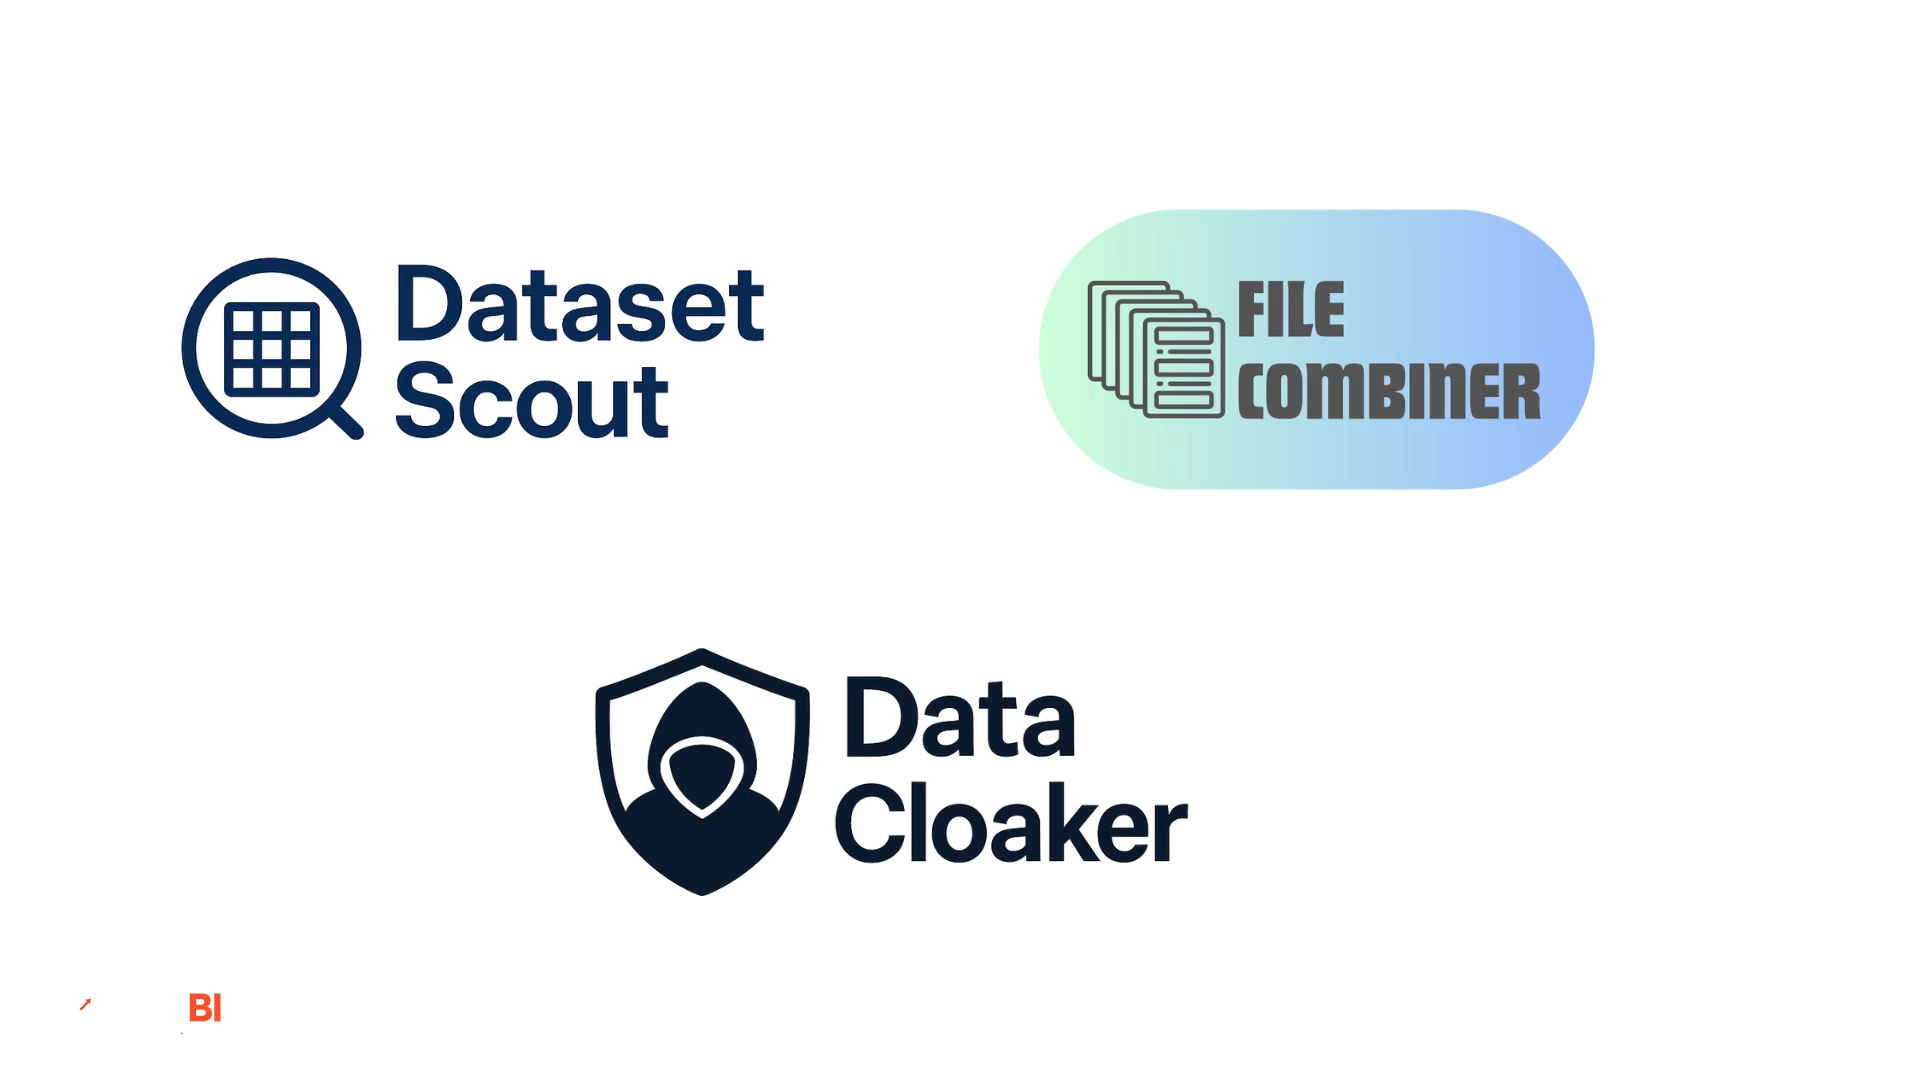 Dataset
Scout
FILE
COMBINER
Data
Cloaker
BI